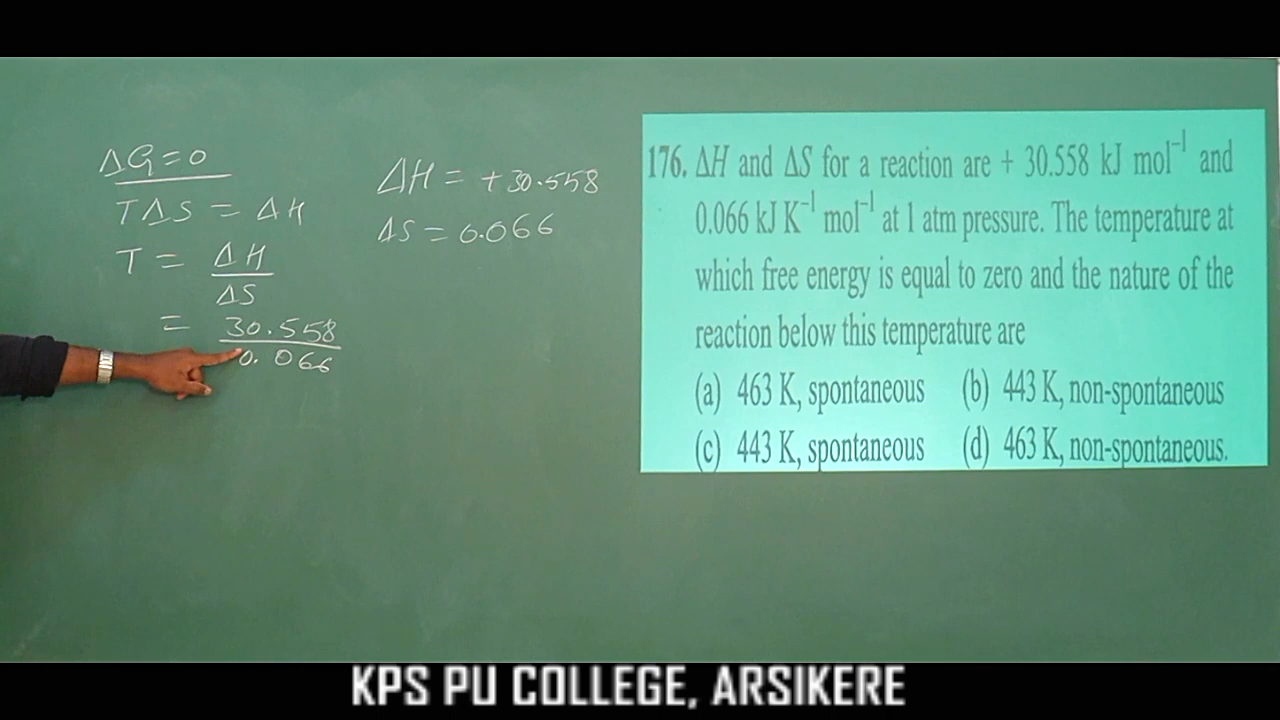 ΔG = 0
TΔS = ΔH
T = ΔH
ΔS
= 30.558
0.066
ΔH = +30.558
ΔS = 0.066
176. ΔH and ΔS for a reaction are + 30.558 kJ mol⁻¹ and
0.066 kJ K⁻¹ mol⁻¹ at 1 atm pressure. The temperature at
which free energy is equal to zero and the nature of the
reaction below this temperature are
(a) 463 K, spontaneous (b) 443 K, non-spontaneous
(c) 443 K, spontaneous (d) 463 K, non-spontaneous.
KPS PU COLLEGE, ARSIKERE